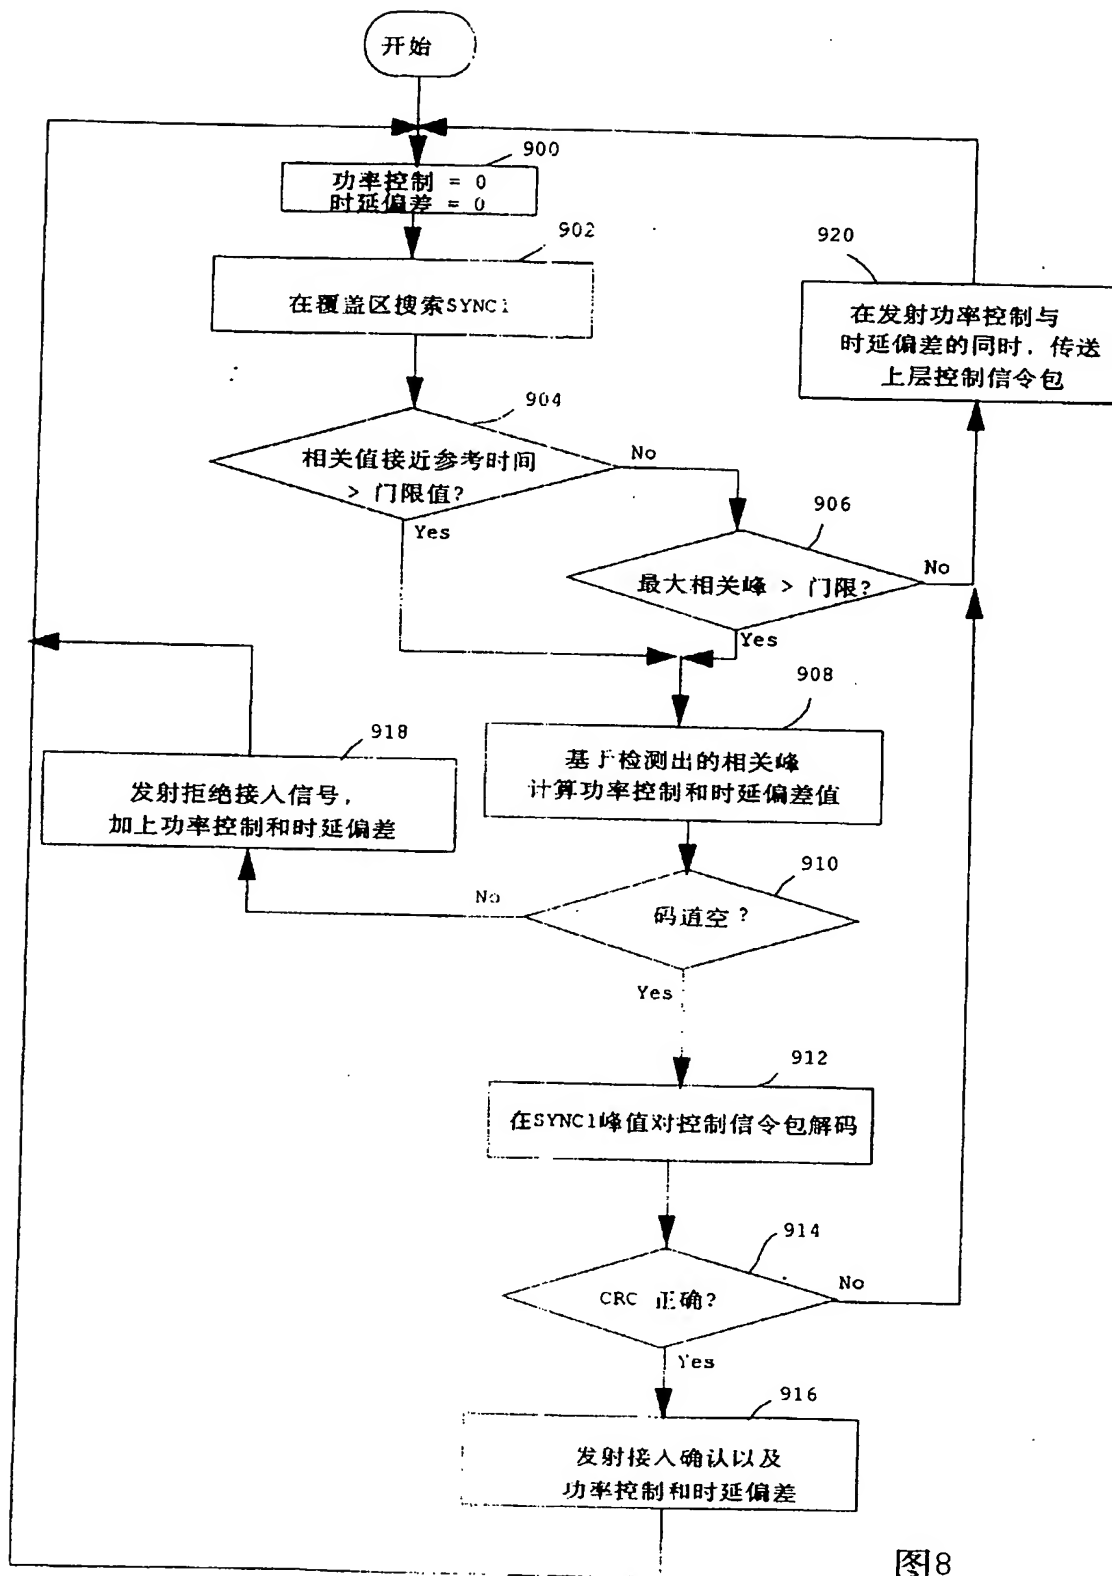 开始
900
功率控制 = 0
时延偏差 = 0
902
在覆盖区搜索SYNC1
920
在发射功率控制与
时延偏差的同时, 传送
上层控制信令包
904
相关值接近参考时间
> 门限值?
No
Yes
906
最大相关峰 > 门限?
No
Yes
908
基于检测出的相关峰
计算功率控制和时延偏差值
918
发射拒绝接入信号,
加上功率控制和时延偏差
910
码道空?
No
Yes
912
在SYNC1峰值对控制信令包解码
914
CRC 正确?
No
Yes
916
发射接入确认以及
功率控制和时延偏差
图8